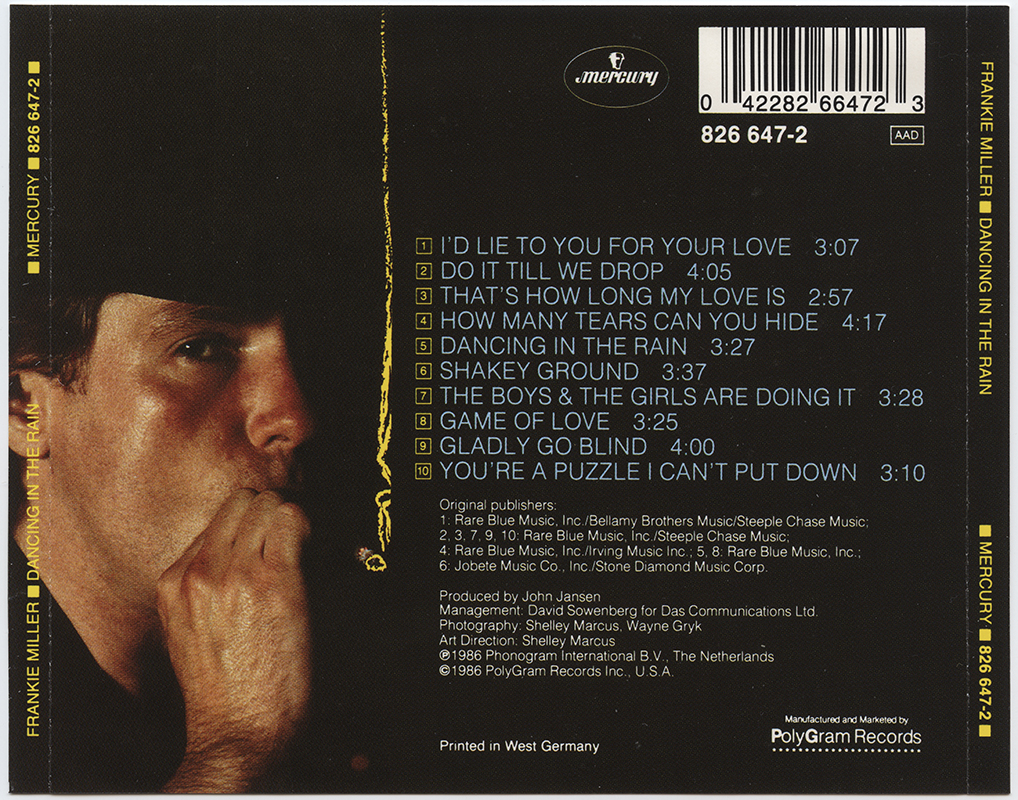 FRANKIE MILLER ■ DANCING IN THE RAIN ■ MERCURY ■ 826 647-2 ■
mercury
0 42282 66472 3
826 647-2 AAD
1 I'D LIE TO YOU FOR YOUR LOVE 3:07
2 DO IT TILL WE DROP 4:05
3 THAT'S HOW LONG MY LOVE IS 2:57
4 HOW MANY TEARS CAN YOU HIDE 4:17
5 DANCING IN THE RAIN 3:27
6 SHAKEY GROUND 3:37
7 THE BOYS & THE GIRLS ARE DOING IT 3:28
8 GAME OF LOVE 3:25
9 GLADLY GO BLIND 4:00
10 YOU'RE A PUZZLE I CAN'T PUT DOWN 3:10
Original publishers:
1: Rare Blue Music, Inc./Bellamy Brothers Music/Steeple Chase Music;
2, 3, 7, 9, 10: Rare Blue Music, Inc./Steeple Chase Music;
4: Rare Blue Music, Inc./Irving Music Inc.; 5, 8: Rare Blue Music, Inc.;
6: Jobete Music Co., Inc./Stone Diamond Music Corp.
Produced by John Jansen
Management: David Sowenberg for Das Communications Ltd.
Photography: Shelley Marcus, Wayne Gryk
Art Direction: Shelley Marcus
℗1986 Phonogram International B.V., The Netherlands
©1986 PolyGram Records Inc., U.S.A.
Printed in West Germany
Manufactured and Marketed by
PolyGram Records
FRANKIE MILLER ■ DANCING IN THE RAIN ■ MERCURY ■ 826 647-2 ■